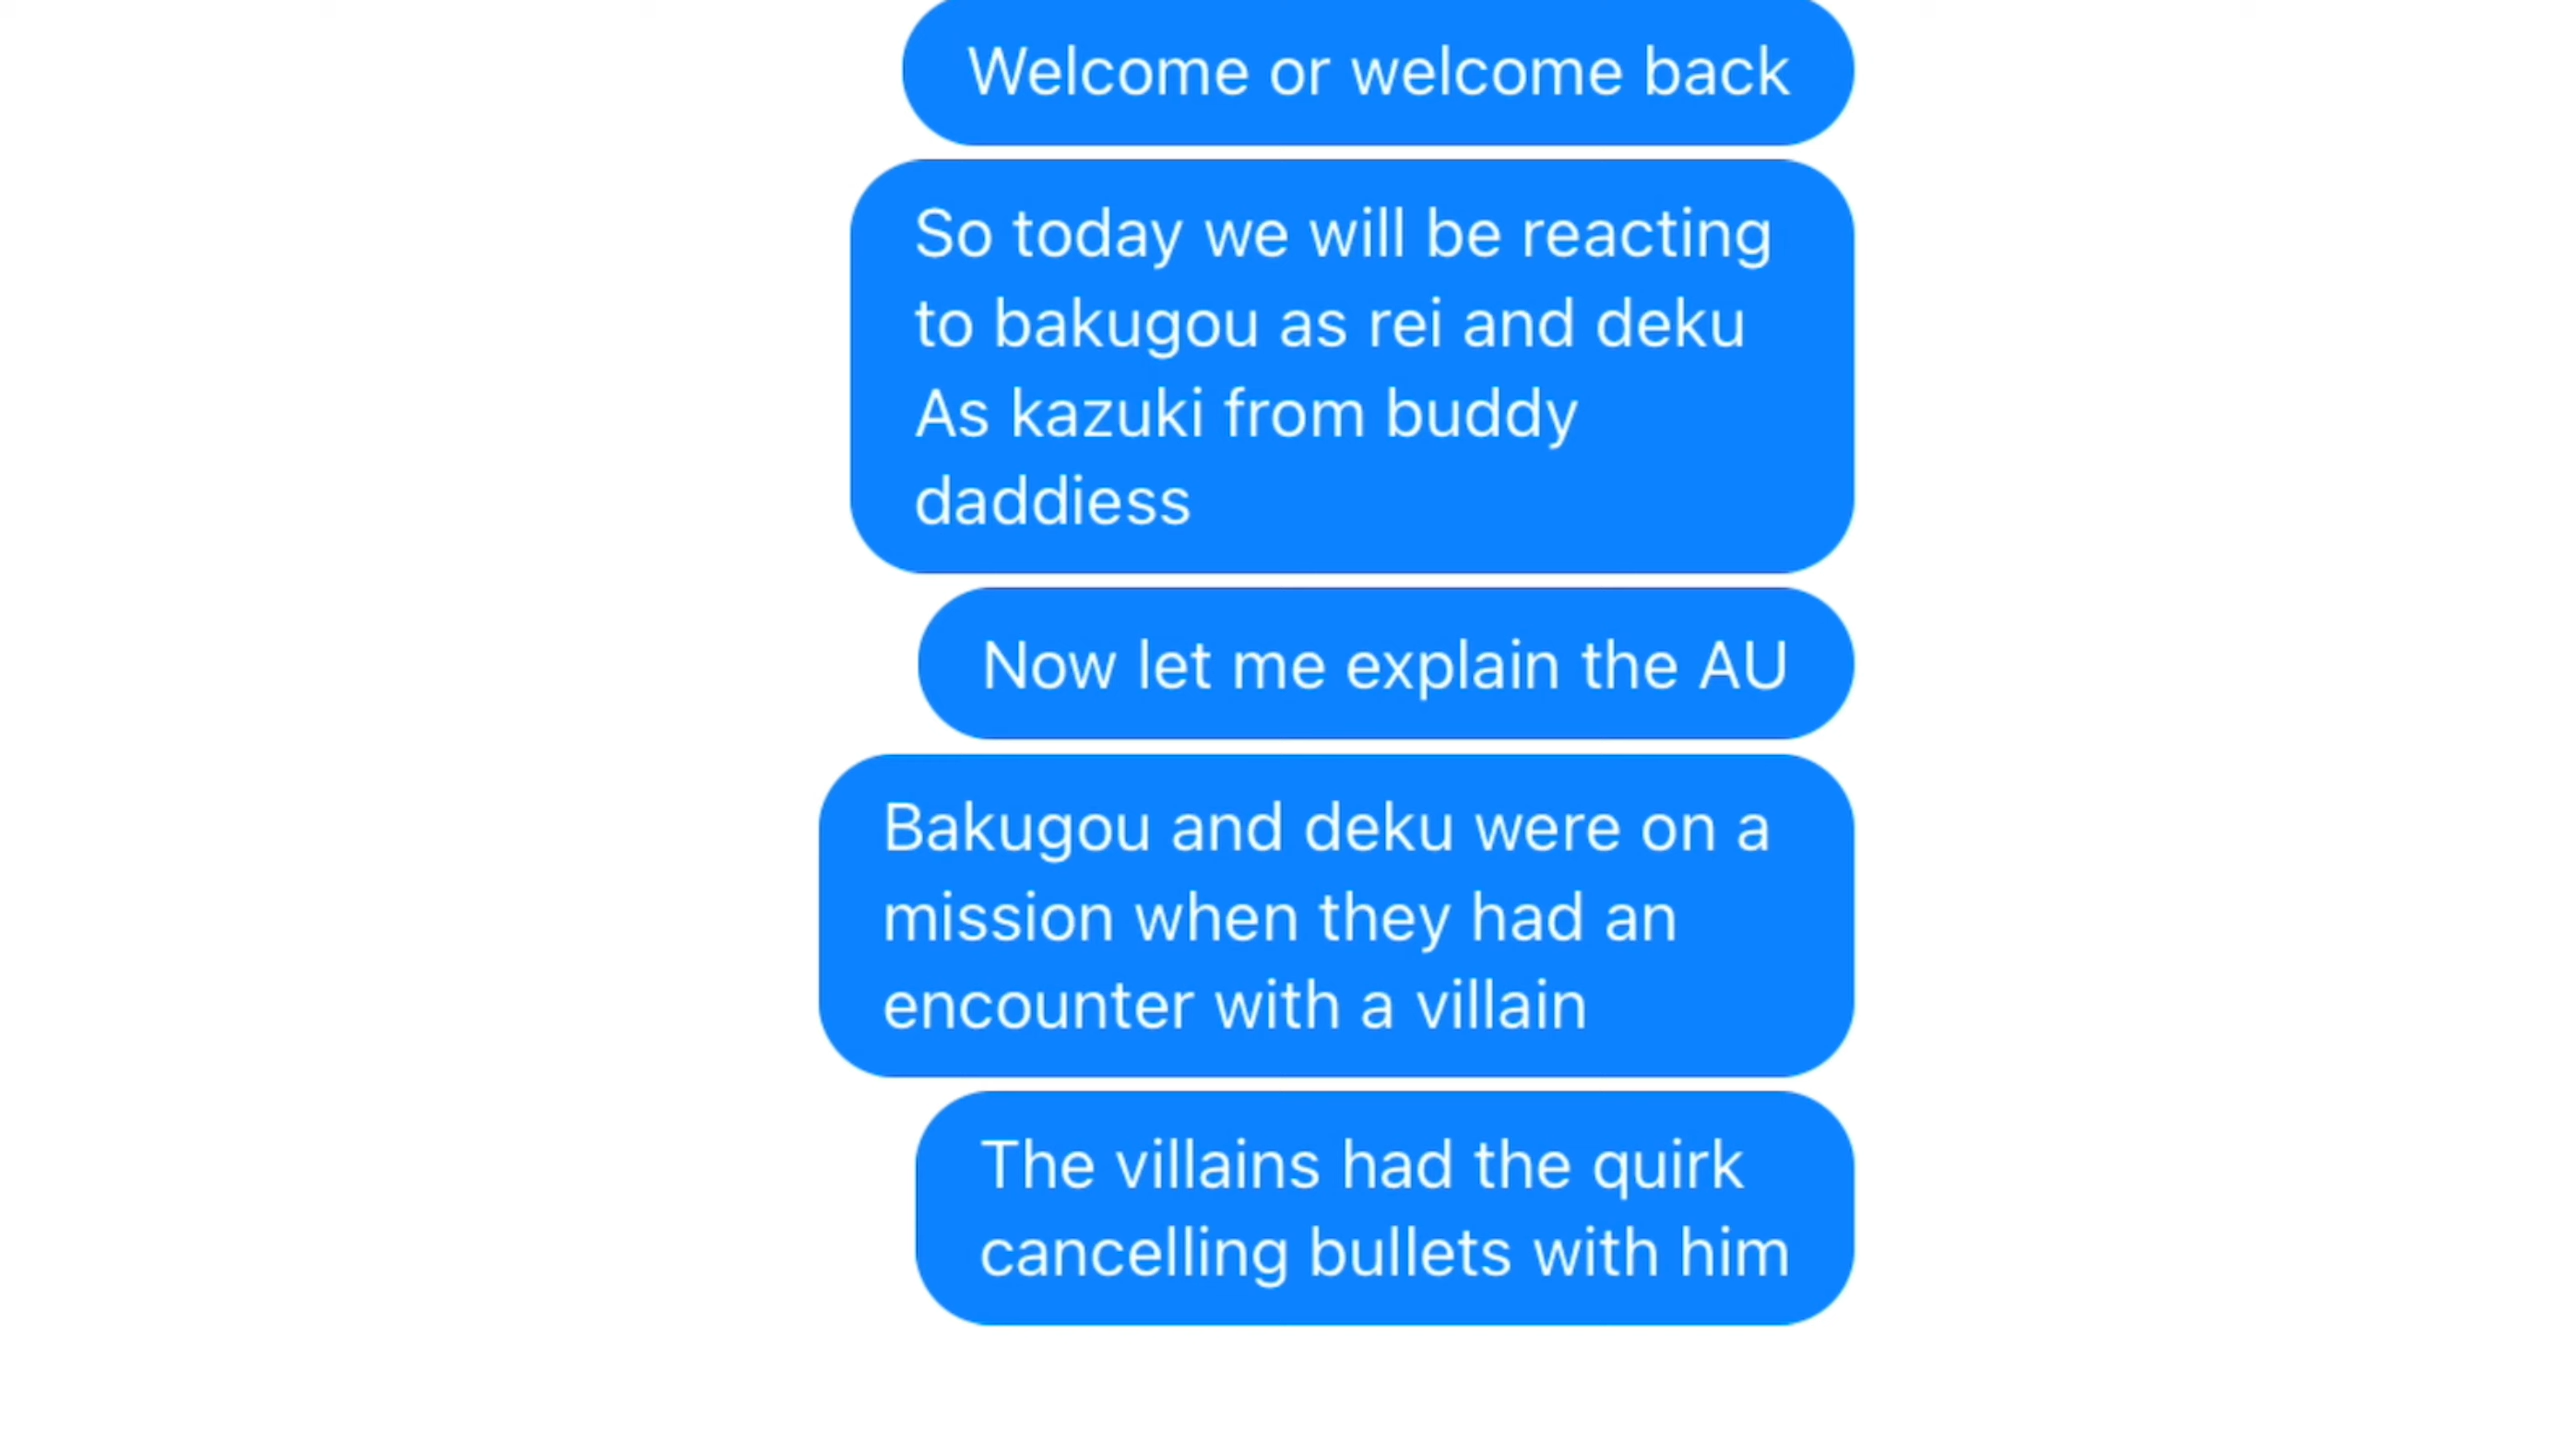 Welcome or welcome back
So today we will be reacting
to bakugou as rei and deku
As kazuki from buddy
daddiess
Now let me explain the AU
Bakugou and deku were on a
mission when they had an
encounter with a villain
The villains had the quirk
cancelling bullets with him